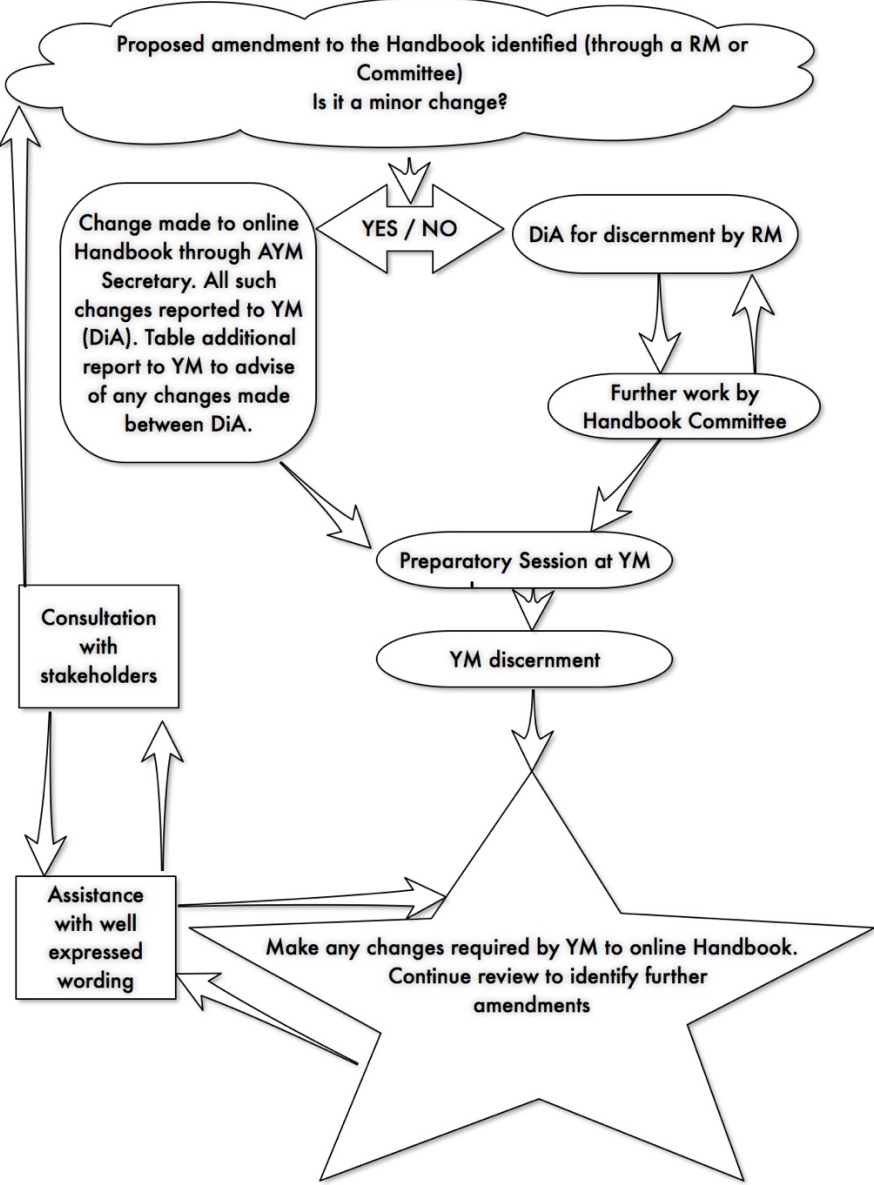 Proposed amendment to the Handbook identified (through a RM or
Committee)
Is it a minor change?
YES / NO
Change made to online
Handbook through AYM
Secretary. All such
changes reported to YM
(DiA). Table additional
report to YM to advise
of any changes made
between DiA.
DiA for discernment by RM
Further work by
Handbook Committee
Preparatory Session at YM
YM discernment
Consultation
with
stakeholders
Assistance
with well
expressed
wording
Make any changes required by YM to online Handbook.
Continue review to identify further
amendments